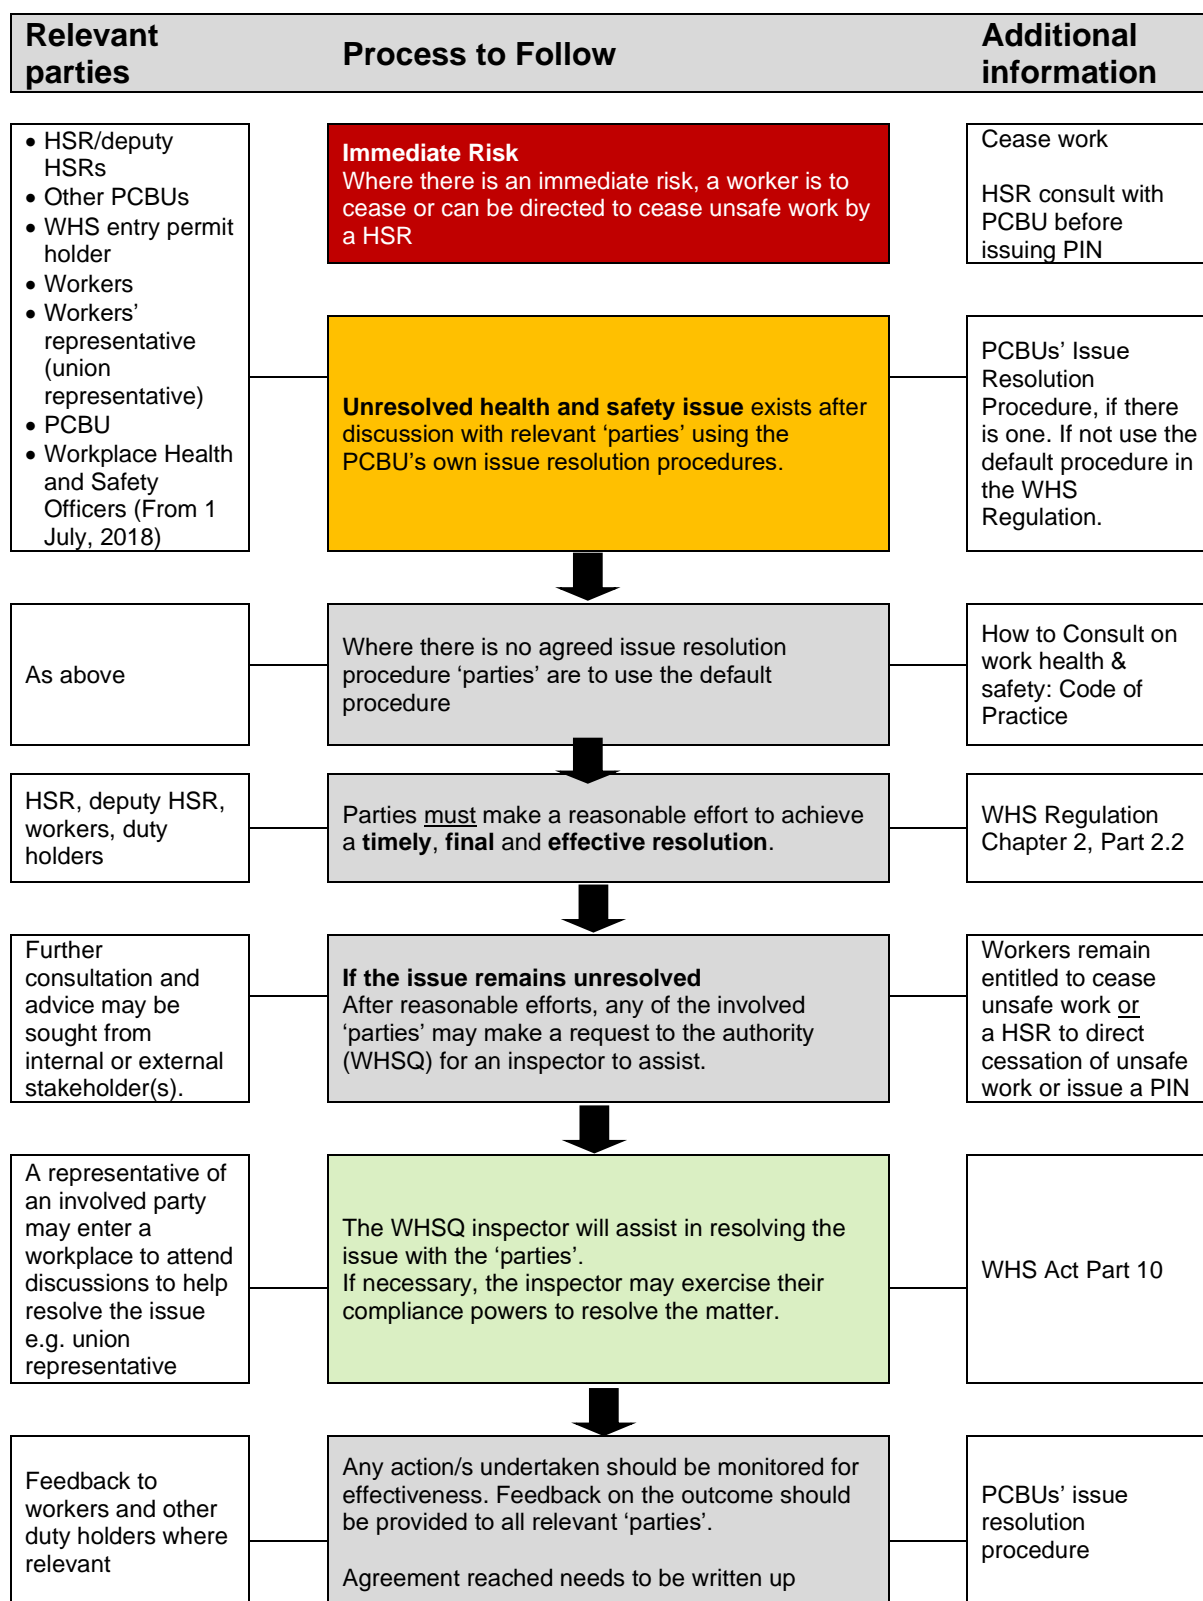 Relevant
parties
Process to Follow
Additional
information
• HSR/deputy
HSRs
• Other PCBUs
• WHS entry permit
holder
• Workers
• Workers’
representative
(union
representative)
• PCBU
• Workplace Health
and Safety
Officers (From 1
July, 2018)
Immediate Risk
Where there is an immediate risk, a worker is to
cease or can be directed to cease unsafe work by
a HSR
Cease work
HSR consult with
PCBU before
issuing PIN
Unresolved health and safety issue exists after
discussion with relevant ‘parties’ using the
PCBU’s own issue resolution procedures.
PCBUs’ Issue
Resolution
Procedure, if there
is one. If not use the
default procedure in
the WHS
Regulation.
As above
Where there is no agreed issue resolution
procedure ‘parties’ are to use the default
procedure
How to Consult on
work health &
safety: Code of
Practice
HSR, deputy HSR,
workers, duty
holders
Parties must make a reasonable effort to achieve
a timely, final and effective resolution.
WHS Regulation
Chapter 2, Part 2.2
Further
consultation and
advice may be
sought from
internal or external
stakeholder(s).
If the issue remains unresolved
After reasonable efforts, any of the involved
‘parties’ may make a request to the authority
(WHSQ) for an inspector to assist.
Workers remain
entitled to cease
unsafe work or
a HSR to direct
cessation of unsafe
work or issue a PIN
A representative of
an involved party
may enter a
workplace to attend
discussions to help
resolve the issue
e.g. union
representative
The WHSQ inspector will assist in resolving the
issue with the ‘parties’.
If necessary, the inspector may exercise their
compliance powers to resolve the matter.
WHS Act Part 10
Feedback to
workers and other
duty holders where
relevant
Any action/s undertaken should be monitored for
effectiveness. Feedback on the outcome should
be provided to all relevant ‘parties’.
Agreement reached needs to be written up
PCBUs’ issue
resolution
procedure